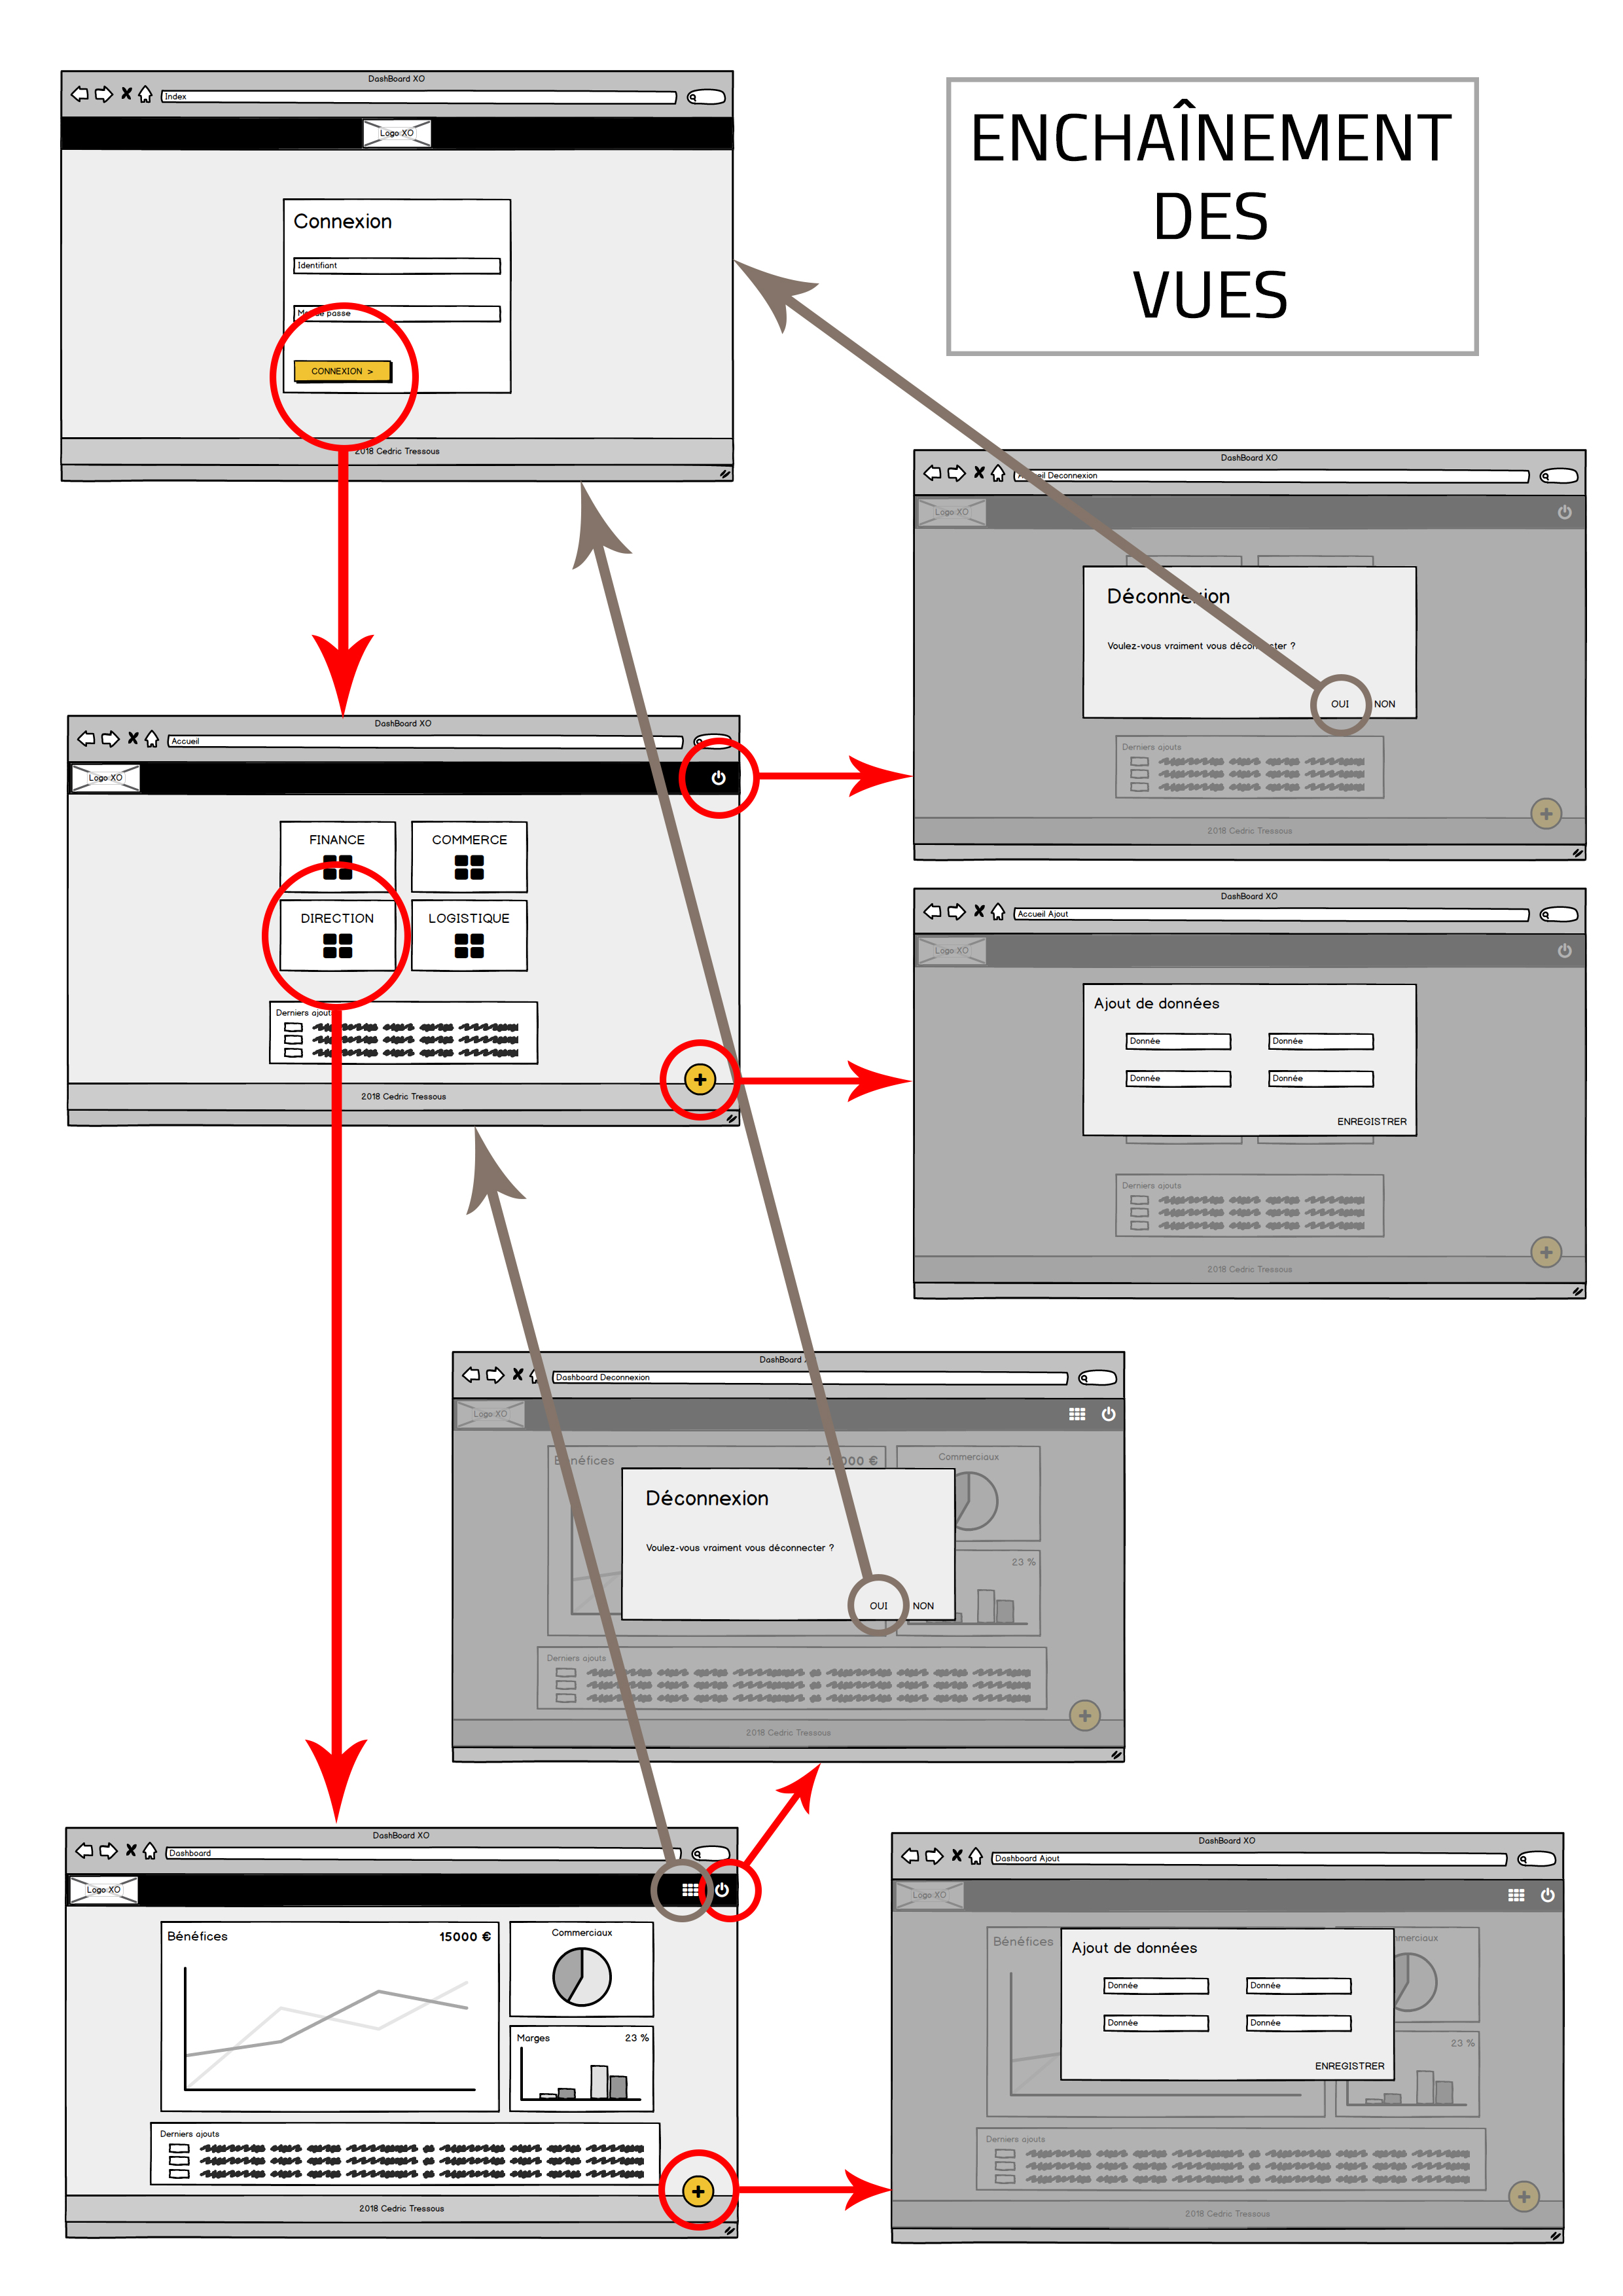 DashBoard XO
Index
Logo XO
Connexion
Identifiant
passe
CONNEXION >
2018 Cedric Tressous
ENCHAÎNEMENT
DES
VUES
DashBoard XO
Deconnexion
Logo XO
Déconnexion
Voulez-vous vraiment vous déconnecter ?
OUI NON
Derniers ajouts
2018 Cedric Tressous
DashBoard XO
Accueil
Logo XO
FINANCE COMMERCE
DIRECTION LOGISTIQUE
Derniers ajouts
2018 Cedric Tressous
DashBoard XO
Accueil Ajout
Logo XO
Ajout de données
Donnée Donnée
Donnée Donnée
ENREGISTRER
Derniers ajouts
2018 Cedric Tressous
DashBoard
Dashboard Deconnexion
Logo XO
Bénéfices 15000 € Commerciaux
Déconnexion
Voulez-vous vraiment vous déconnecter ?
23 %
OUI NON
Derniers ajouts
2018 Cedric Tressous
DashBoard XO
Dashboard
Logo XO
Bénéfices 15000 € Commerciaux
Marges 23 %
Derniers ajouts
2018 Cedric Tressous
DashBoard XO
Dashboard Ajout
Logo XO
Bénéfices merciaux
Ajout de données
Donnée Donnée
Donnée Donnée
23 %
ENREGISTRER
Derniers ajouts
2018 Cedric Tressous